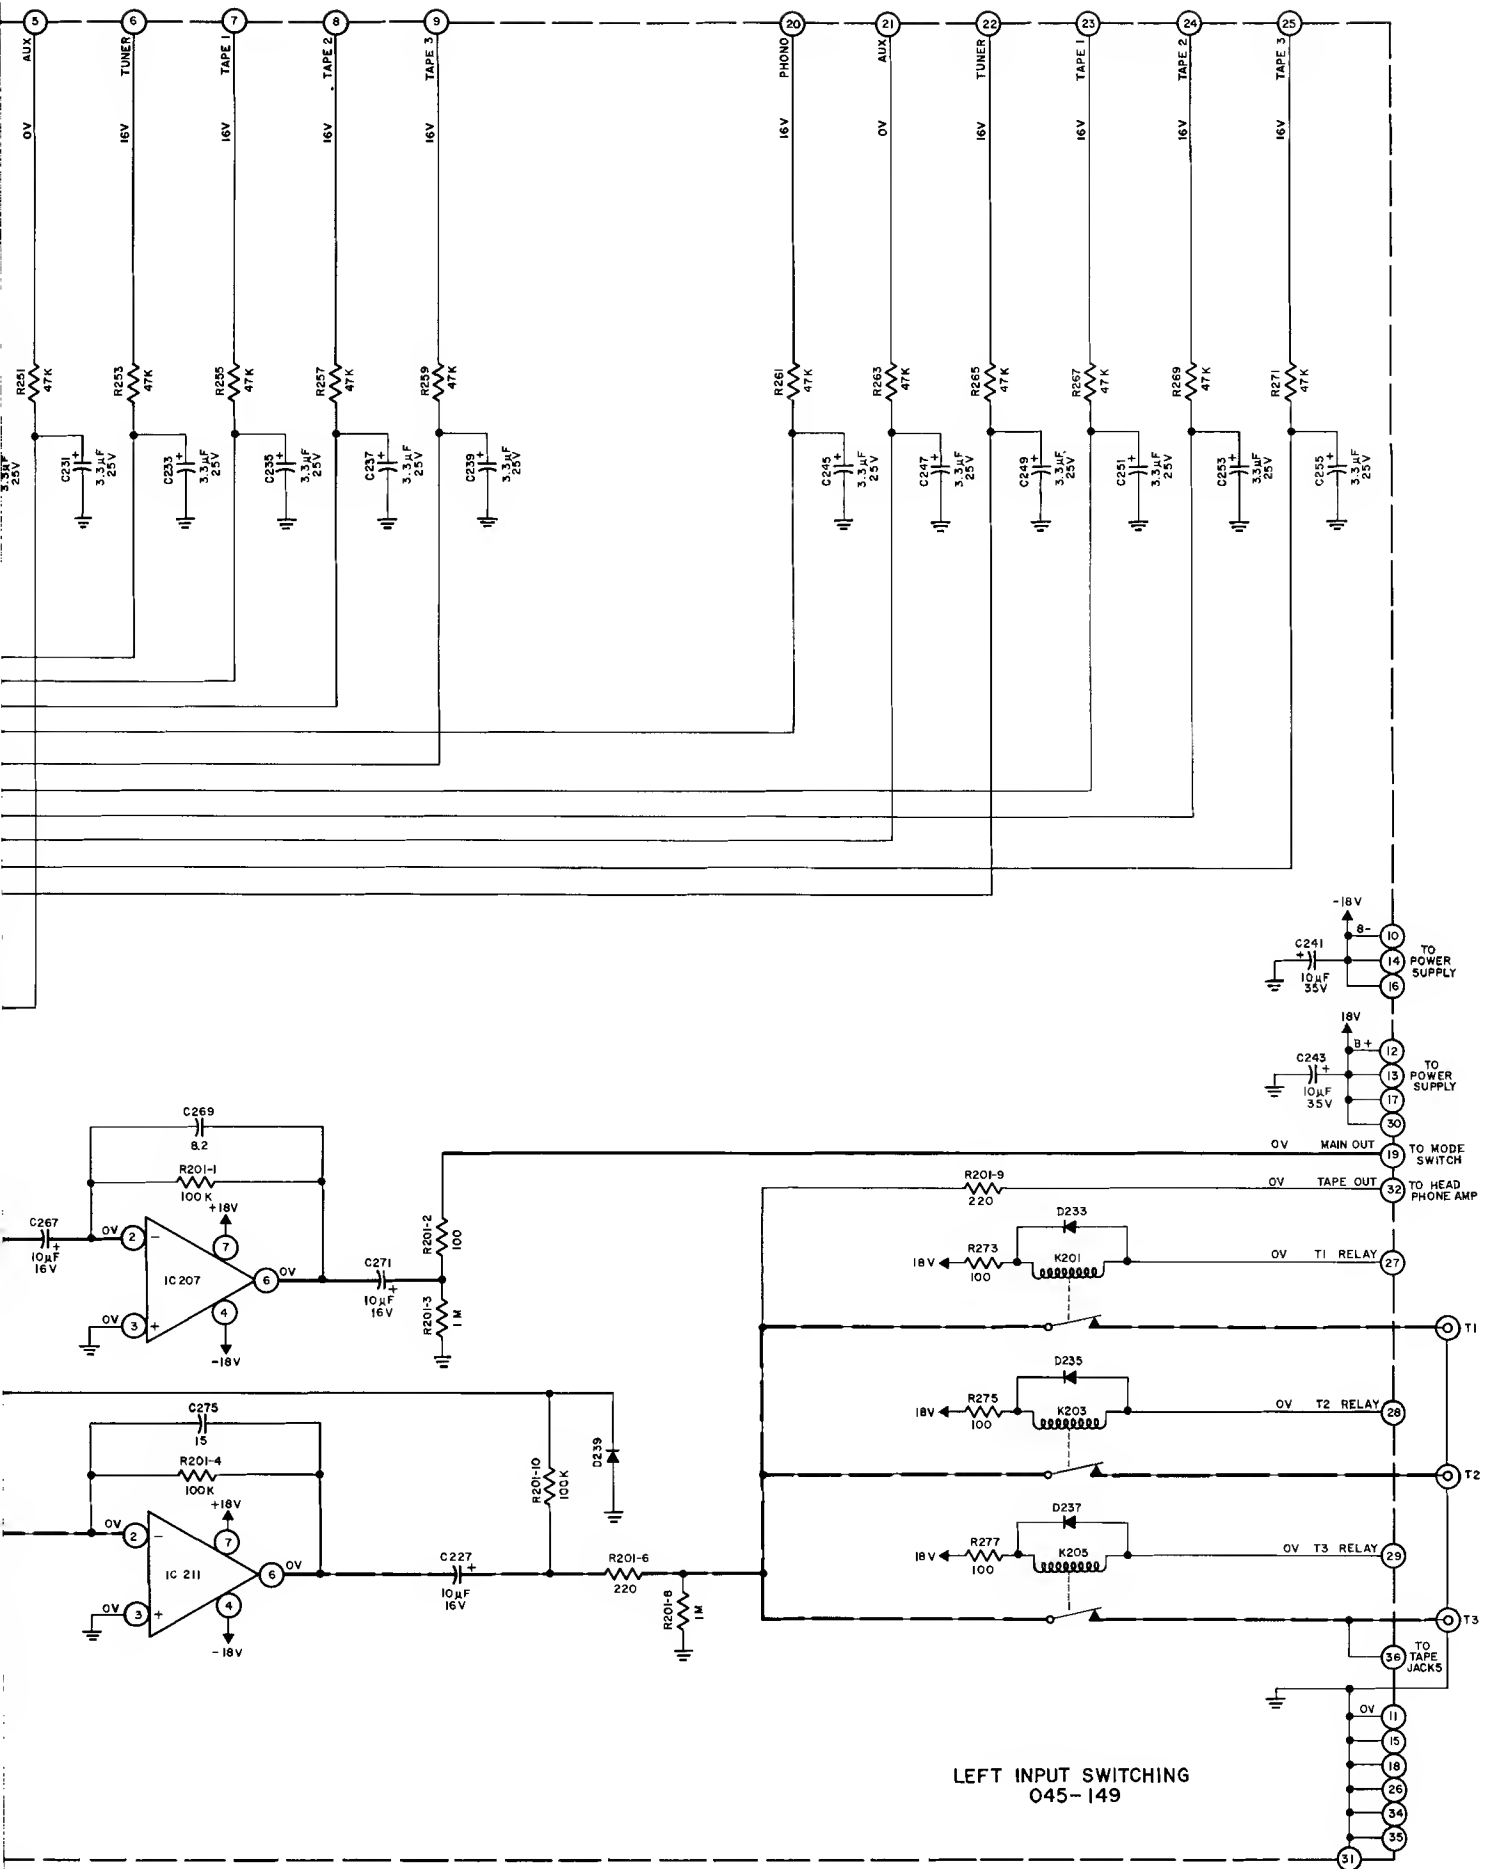 5 6 7 8 9 20 21 22 23 24 25
AUX TUNER TAPE 1 TAPE 2 TAPE 3 PHONO AUX TUNER TAPE 1 TAPE 2 TAPE 3
0V 16V 16V 16V 16V 16V 0V 16V 16V 16V 16V
R251 47K
R253 47K
R255 47K
R257 47K
R259 47K
R261 47K
R263 47K
R265 47K
R267 47K
R269 47K
R271 47K
3.3µF 25V
C231 + 3.3µF 25V
C233 + 3.3µF 25V
C235 + 3.3µF 25V
C237 + 3.3µF 25V
C239 + 3.3µF 25V
C245 + 3.3µF 25V
C247 + 3.3µF 25V
C249 + 3.3µF 25V
C251 + 3.3µF 25V
C253 + 3.3µF 25V
C255 + 3.3µF 25V
-18V
B- 10
C241
+
10µF
35V
14
16
TO
POWER
SUPPLY
18V
B+ 12
C243
+
10µF
35V
13
17
30
TO
POWER
SUPPLY
0V MAIN OUT 19 TO MODE
SWITCH
R201-9
220
0V TAPE OUT 32 TO HEAD
PHONE AMP
C269
8.2
R201-1
100K
+18V
C267
+
10µF
16V
0V 2 -
7
IC207
6 0V
4
0V 3 +
-18V
C271
+
10µF
16V
R201-2
100
R201-3
1M
D233
18V R273
100
K201
0V T1 RELAY 27
T1
D235
18V R275
100
K203
0V T2 RELAY 28
T2
D237
18V R277
100
K205
0V T3 RELAY 29
T3
36 TO
TAPE
JACKS
C275
15
R201-4
100K
+18V
0V 2 -
7
IC 211
6 0V
4
0V 3 +
-18V
C227
+
10µF
16V
R201-10
100K
D239
R201-6
220
R201-8
1M
0V 11
15
18
26
34
35
31
LEFT INPUT SWITCHING
045-149